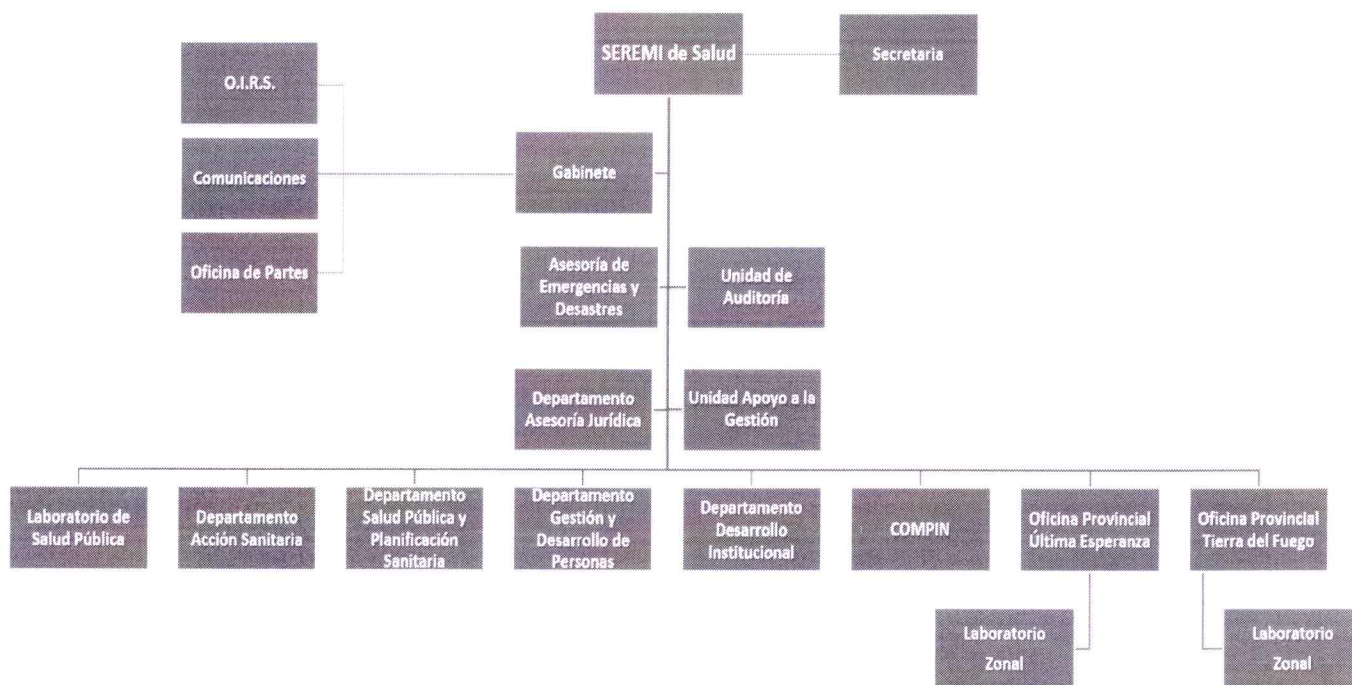 SEREMI de Salud
Secretaria
O.I.R.S.
Comunicaciones
Oficina de Partes
Gabinete
Asesoría de
Emergencias y
Desastres
Unidad de
Auditoría
Departamento
Asesoría Jurídica
Unidad Apoyo a la
Gestión
Laboratorio de
Salud Pública
Departamento
Acción Sanitaria
Departamento
Salud Pública y
Planificación
Sanitaria
Departamento
Gestión y
Desarrollo de
Personas
Departamento
Desarrollo
Institucional
COMPIN
Oficina Provincial
Última Esperanza
Oficina Provincial
Tierra del Fuego
Laboratorio
Zonal
Laboratorio
Zonal